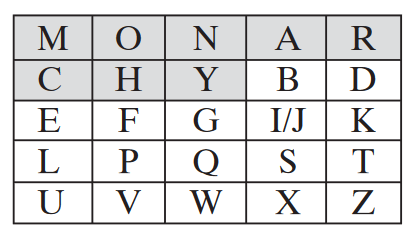 M O N A R
C H Y B D
E F G I/J K
L P Q S T
U V W X Z